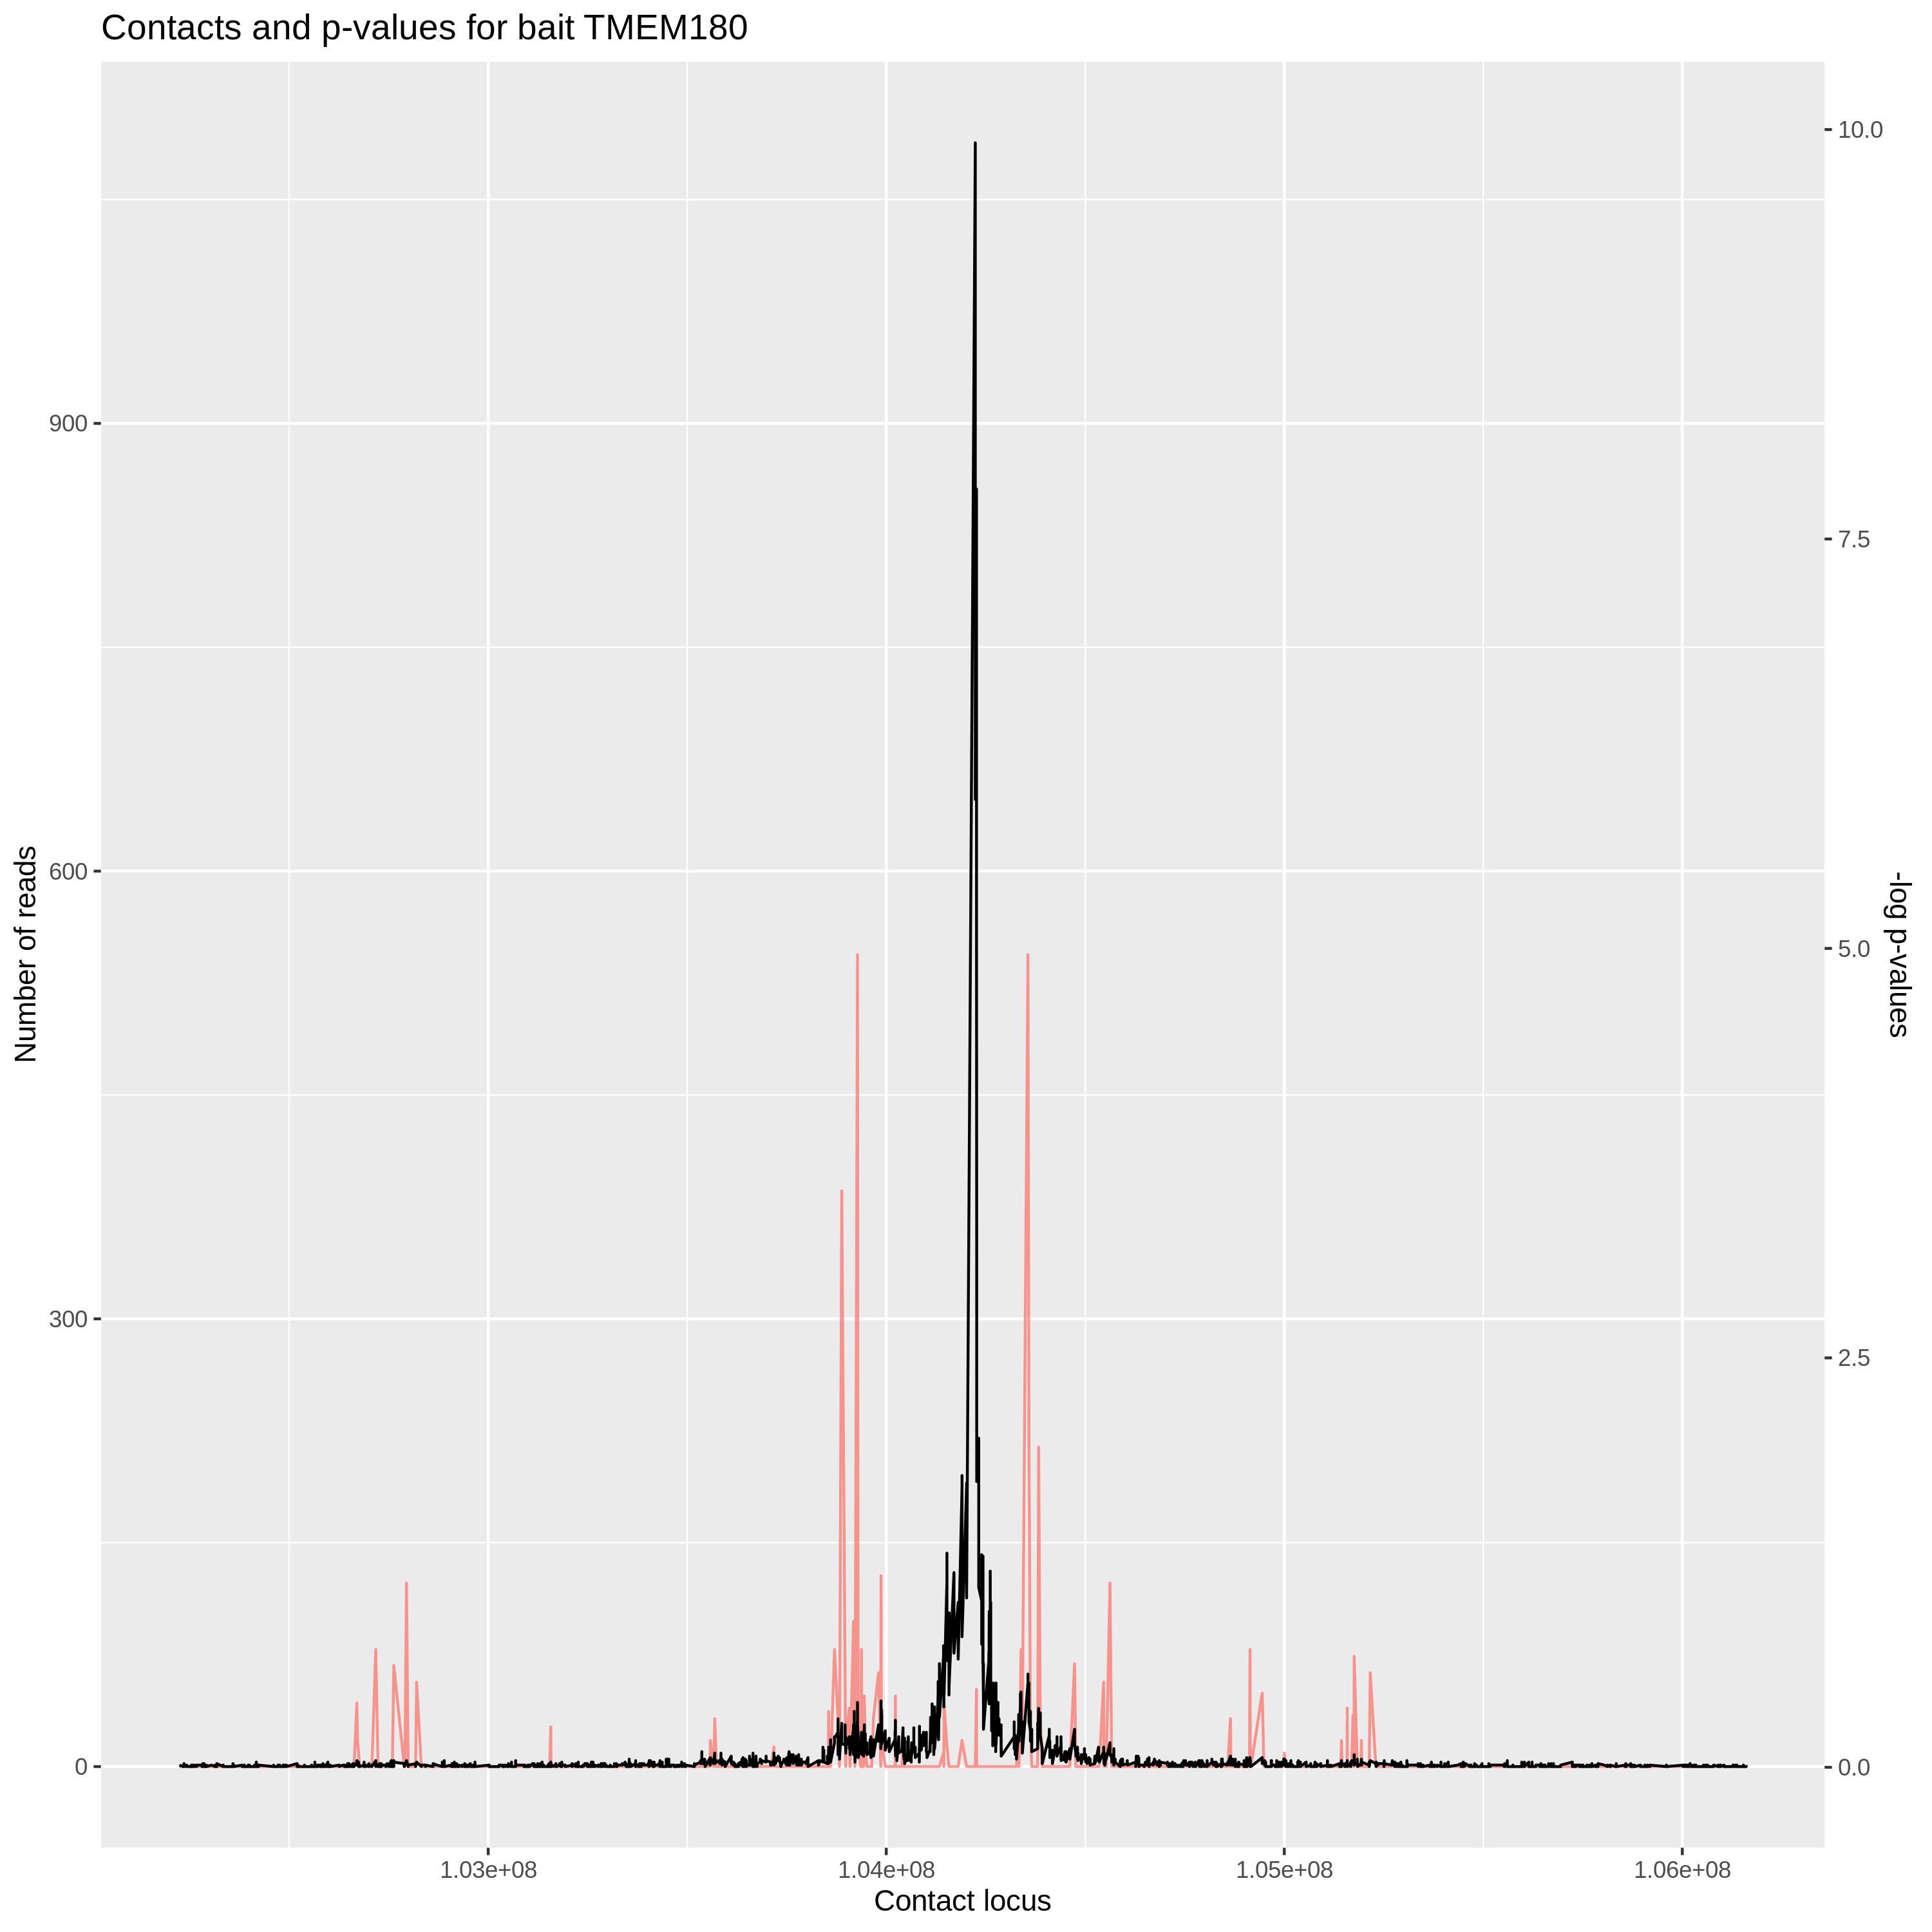 Contacts and p-values for bait TMEM180
10.0
900
7.5
600
5.0
Number of reads
-log p-values
300
2.5
0
0.0
1.03e+08
1.04e+08
1.05e+08
1.06e+08
Contact locus